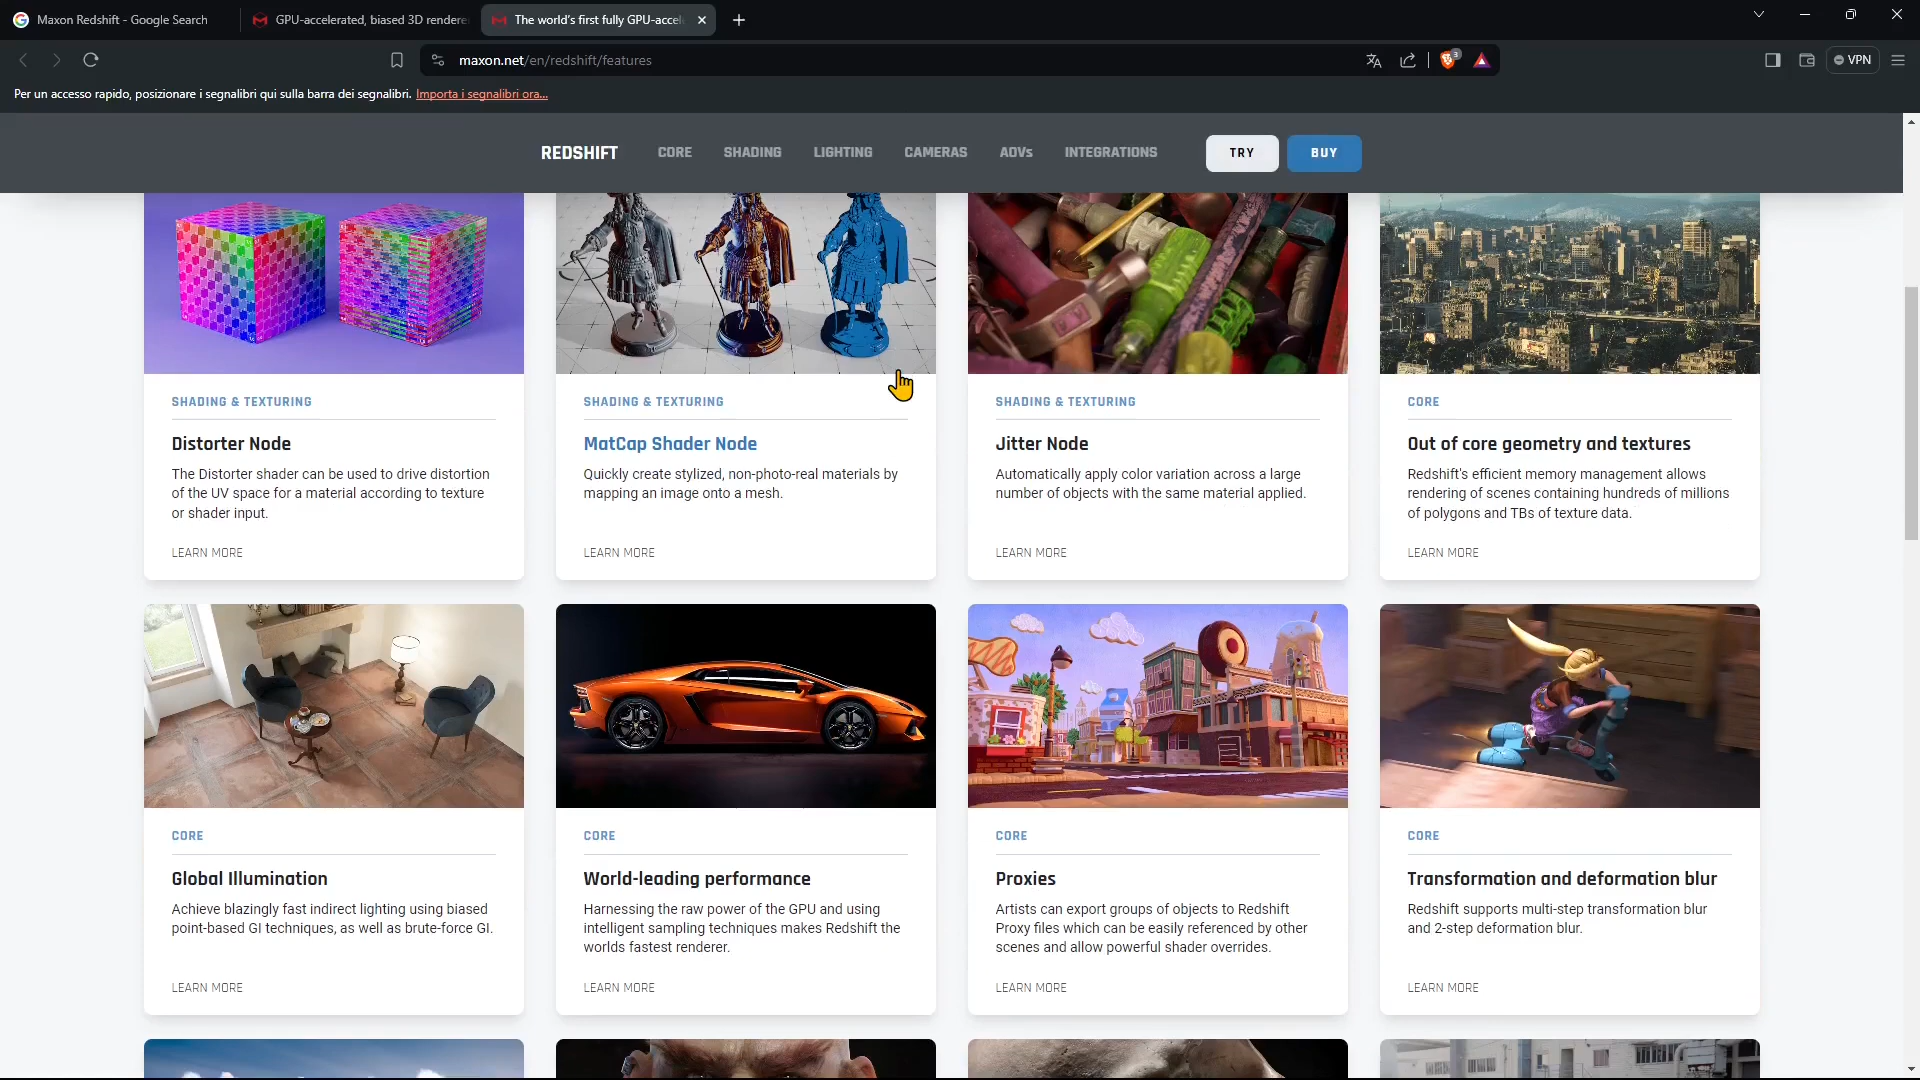 Maxon Redshift - Google Search
GPU-accelerated, biased 3D rendere
The world's first fully GPU-accel
maxon.net/en/redshift/features
3
VPN
Per un accesso rapido, posizionare i segnalibri qui sulla barra dei segnalibri. Importa i segnalibri ora...
REDSHIFT CORE SHADING LIGHTING CAMERAS AOVs INTEGRATIONS TRY BUY
SHADING & TEXTURING
Distorter Node
The Distorter shader can be used to drive distortion
of the UV space for a material according to texture
or shader input.
LEARN MORE
SHADING & TEXTURING
MatCap Shader Node
Quickly create stylized, non-photo-real materials by
mapping an image onto a mesh.
LEARN MORE
SHADING & TEXTURING
Jitter Node
Automatically apply color variation across a large
number of objects with the same material applied.
LEARN MORE
CORE
Out of core geometry and textures
Redshift's efficient memory management allows
rendering of scenes containing hundreds of millions
of polygons and TBs of texture data.
LEARN MORE
CORE
Global Illumination
Achieve blazingly fast indirect lighting using biased
point-based GI techniques, as well as brute-force GI.
LEARN MORE
CORE
World-leading performance
Harnessing the raw power of the GPU and using
intelligent sampling techniques makes Redshift the
worlds fastest renderer.
LEARN MORE
CORE
Proxies
Artists can export groups of objects to Redshift
Proxy files which can be easily referenced by other
scenes and allow powerful shader overrides.
LEARN MORE
CORE
Transformation and deformation blur
Redshift supports multi-step transformation blur
and 2-step deformation blur.
LEARN MORE